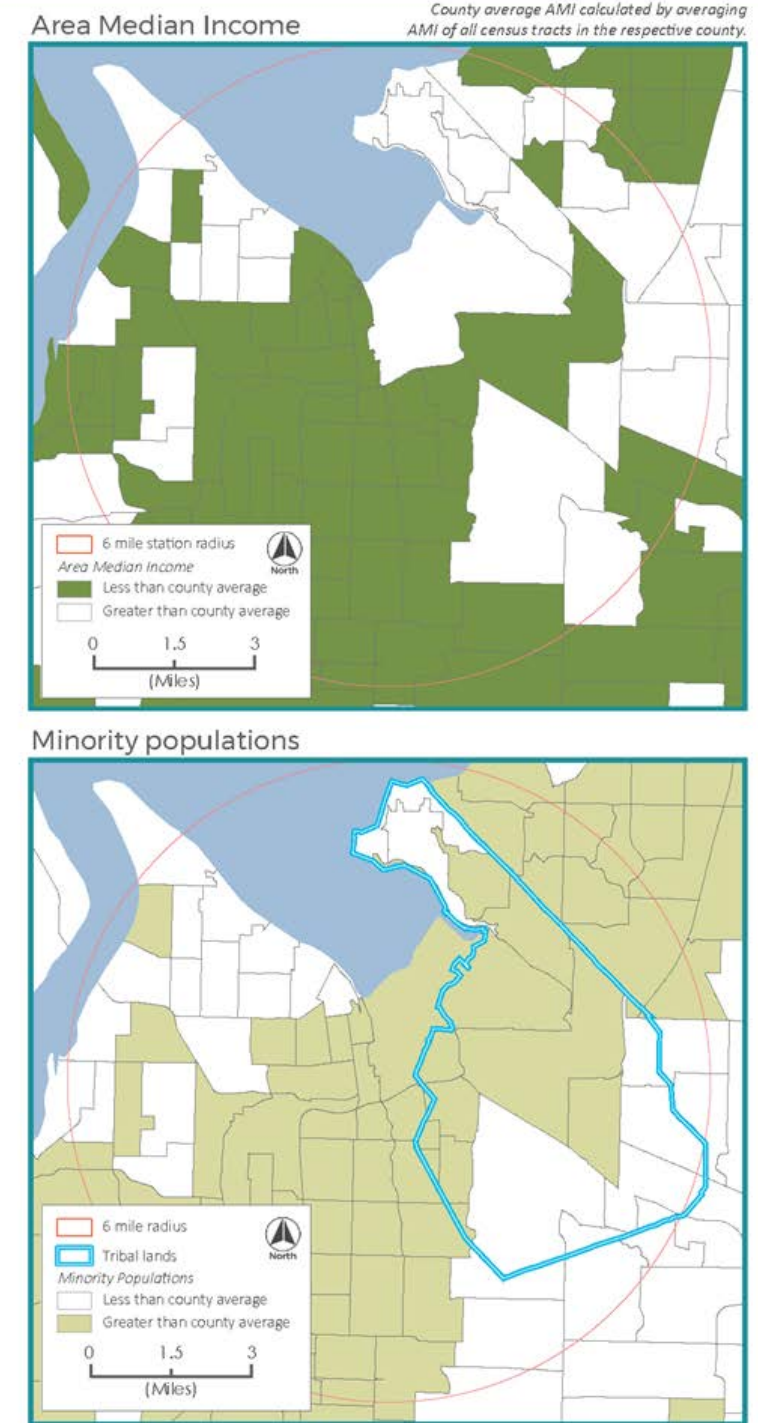 Area Median Income
County average AMI calculated by averaging
AMI of all census tracts in the respective county.
6 mile station radius
North
Area Median Income
Less than county average
Greater than county average
0 1.5 3
(Miles)
Minority populations
6 mile radius
North
Tribal lands
Minority Populations
Less than county average
Greater than county average
0 1.5 3
(Miles)